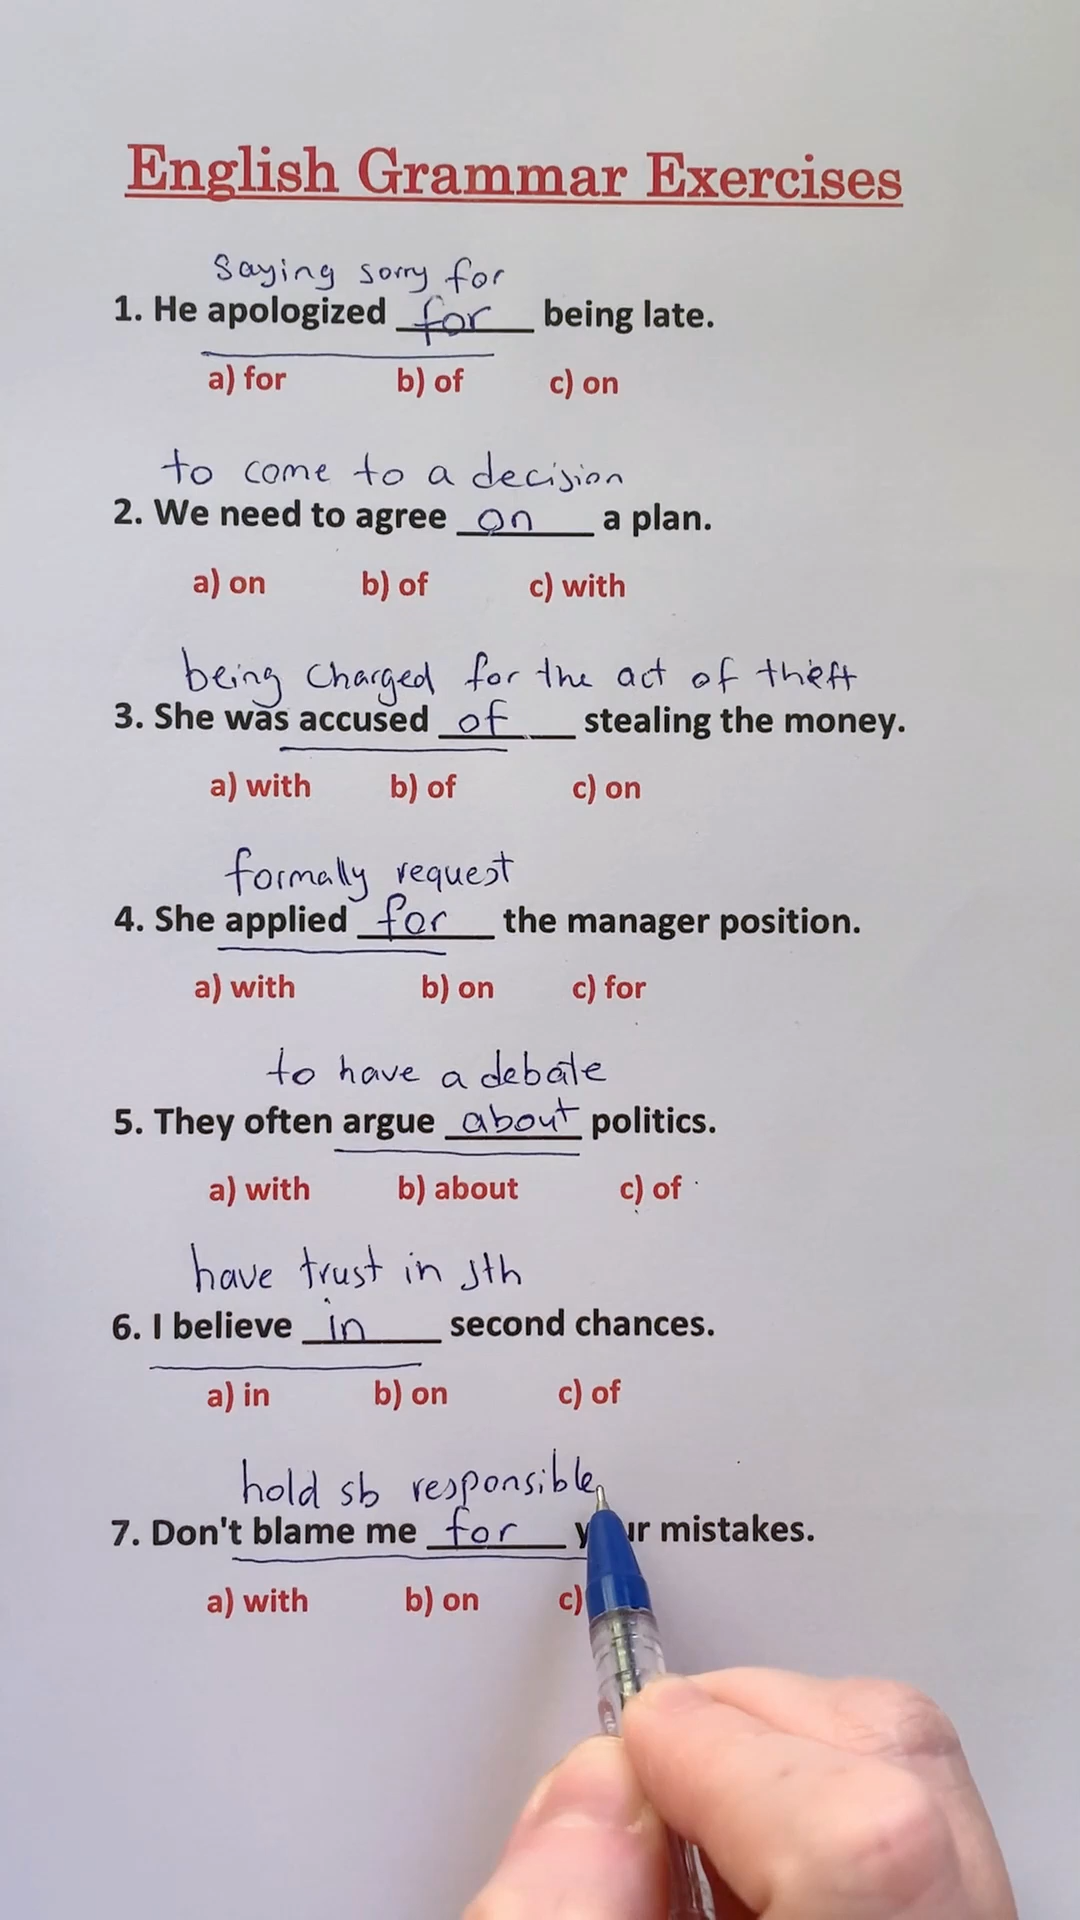 English Grammar Exercises
saying sorry for
1. He apologized for being late.
a) for b) of c) on
to come to a decision
2. We need to agree on a plan.
a) on b) of c) with
being charged for the act of theft
3. She was accused of stealing the money.
a) with b) of c) on
formally request
4. She applied for the manager position.
a) with b) on c) for
to have a debate
5. They often argue about politics.
a) with b) about c) of
have trust in sth
6. I believe in second chances.
a) in b) on c) of
hold sb responsible
7. Don't blame me for mistakes.
a) with b) on c)